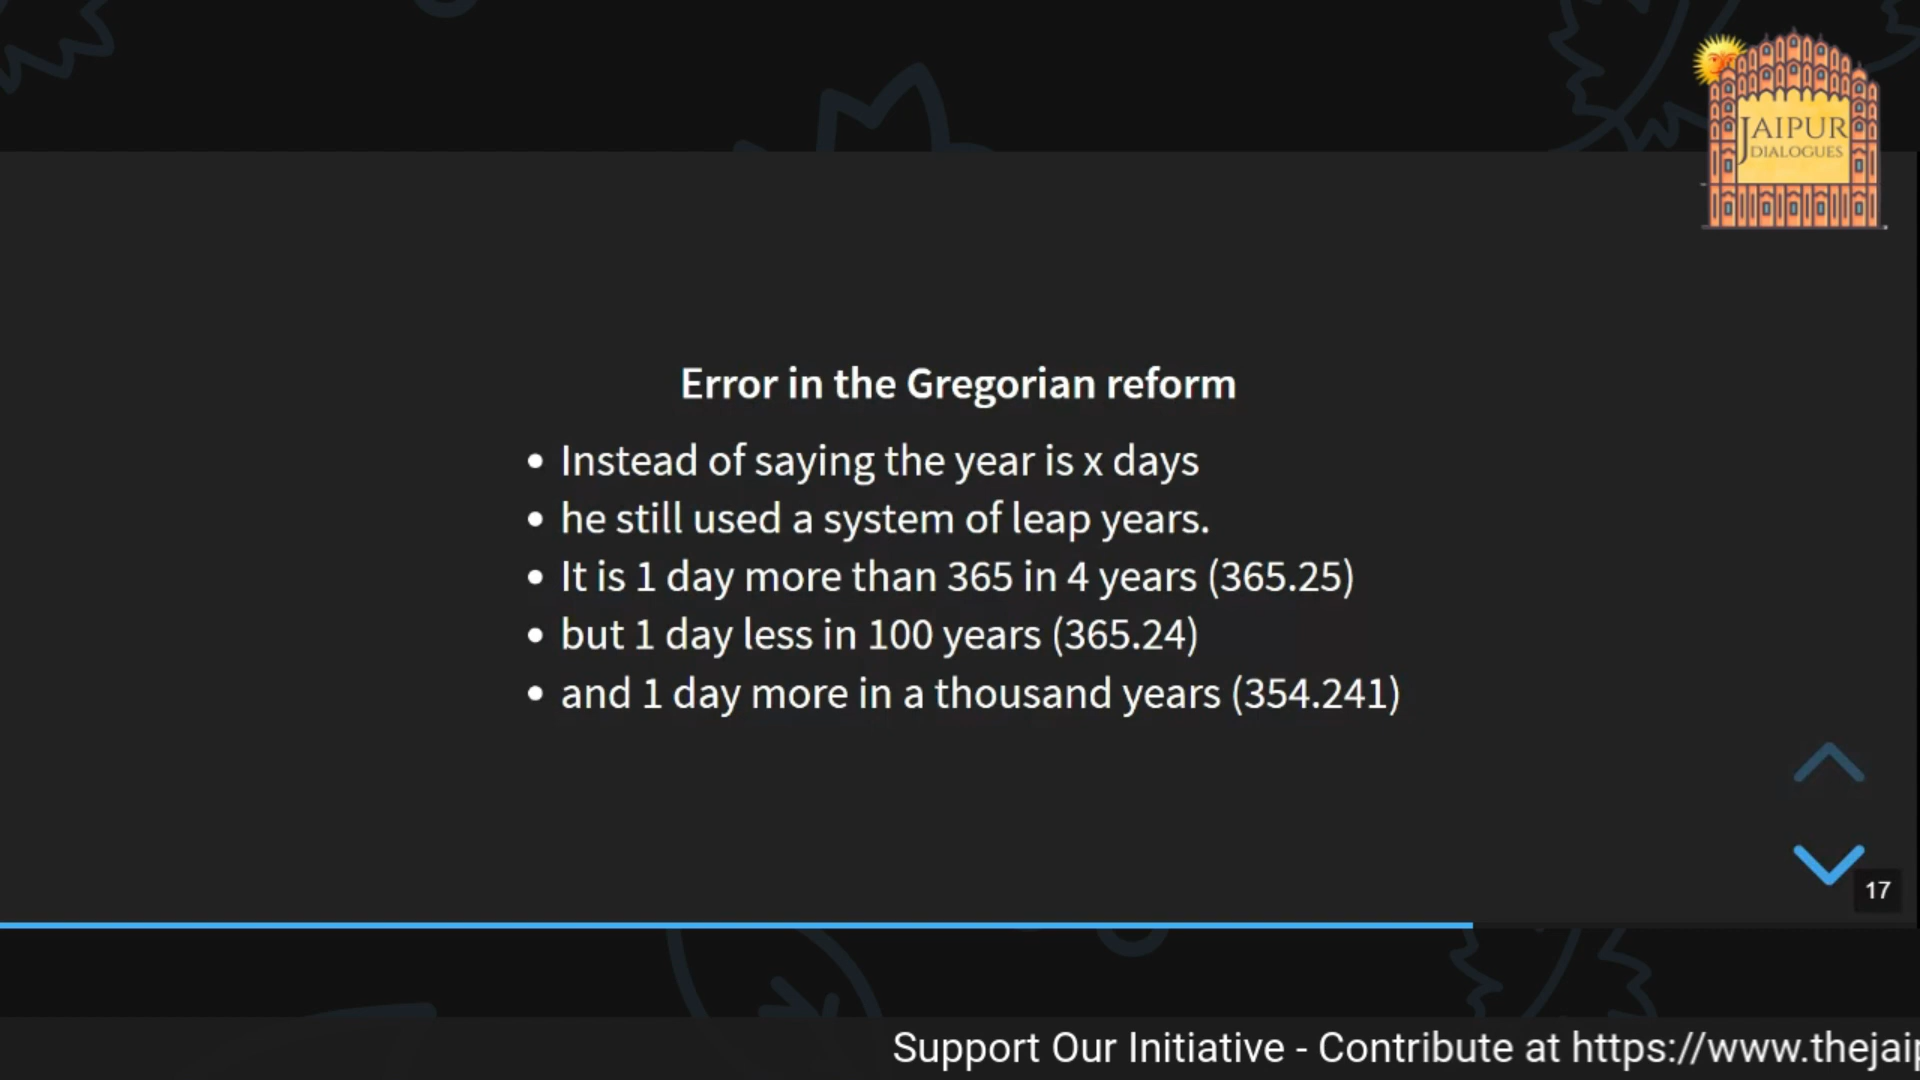 JAIPUR
DIALOGUES
Error in the Gregorian reform
• Instead of saying the year is x days
• he still used a system of leap years.
• It is 1 day more than 365 in 4 years (365.25)
• but 1 day less in 100 years (365.24)
• and 1 day more in a thousand years (354.241)
17
Support Our Initiative - Contribute at https://www.thejaip